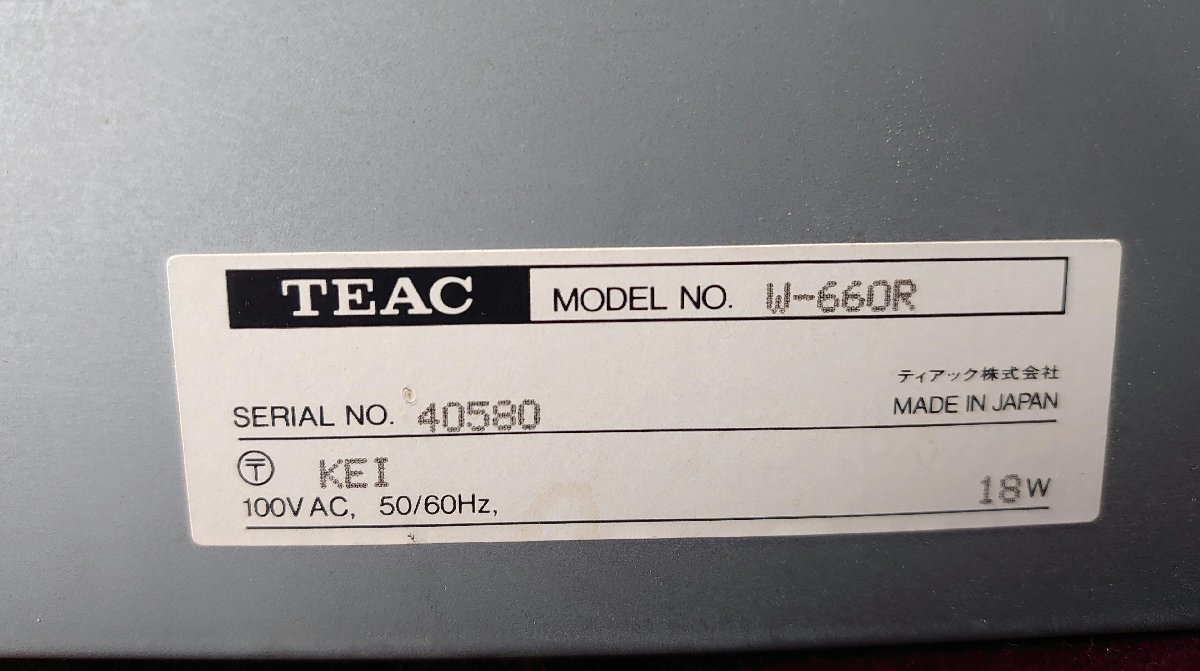 TEAC MODEL NO. W-660R
ティアック株式会社
SERIAL NO. 40580 MADE IN JAPAN
〶 KEI
100V AC, 50/60Hz, 18W